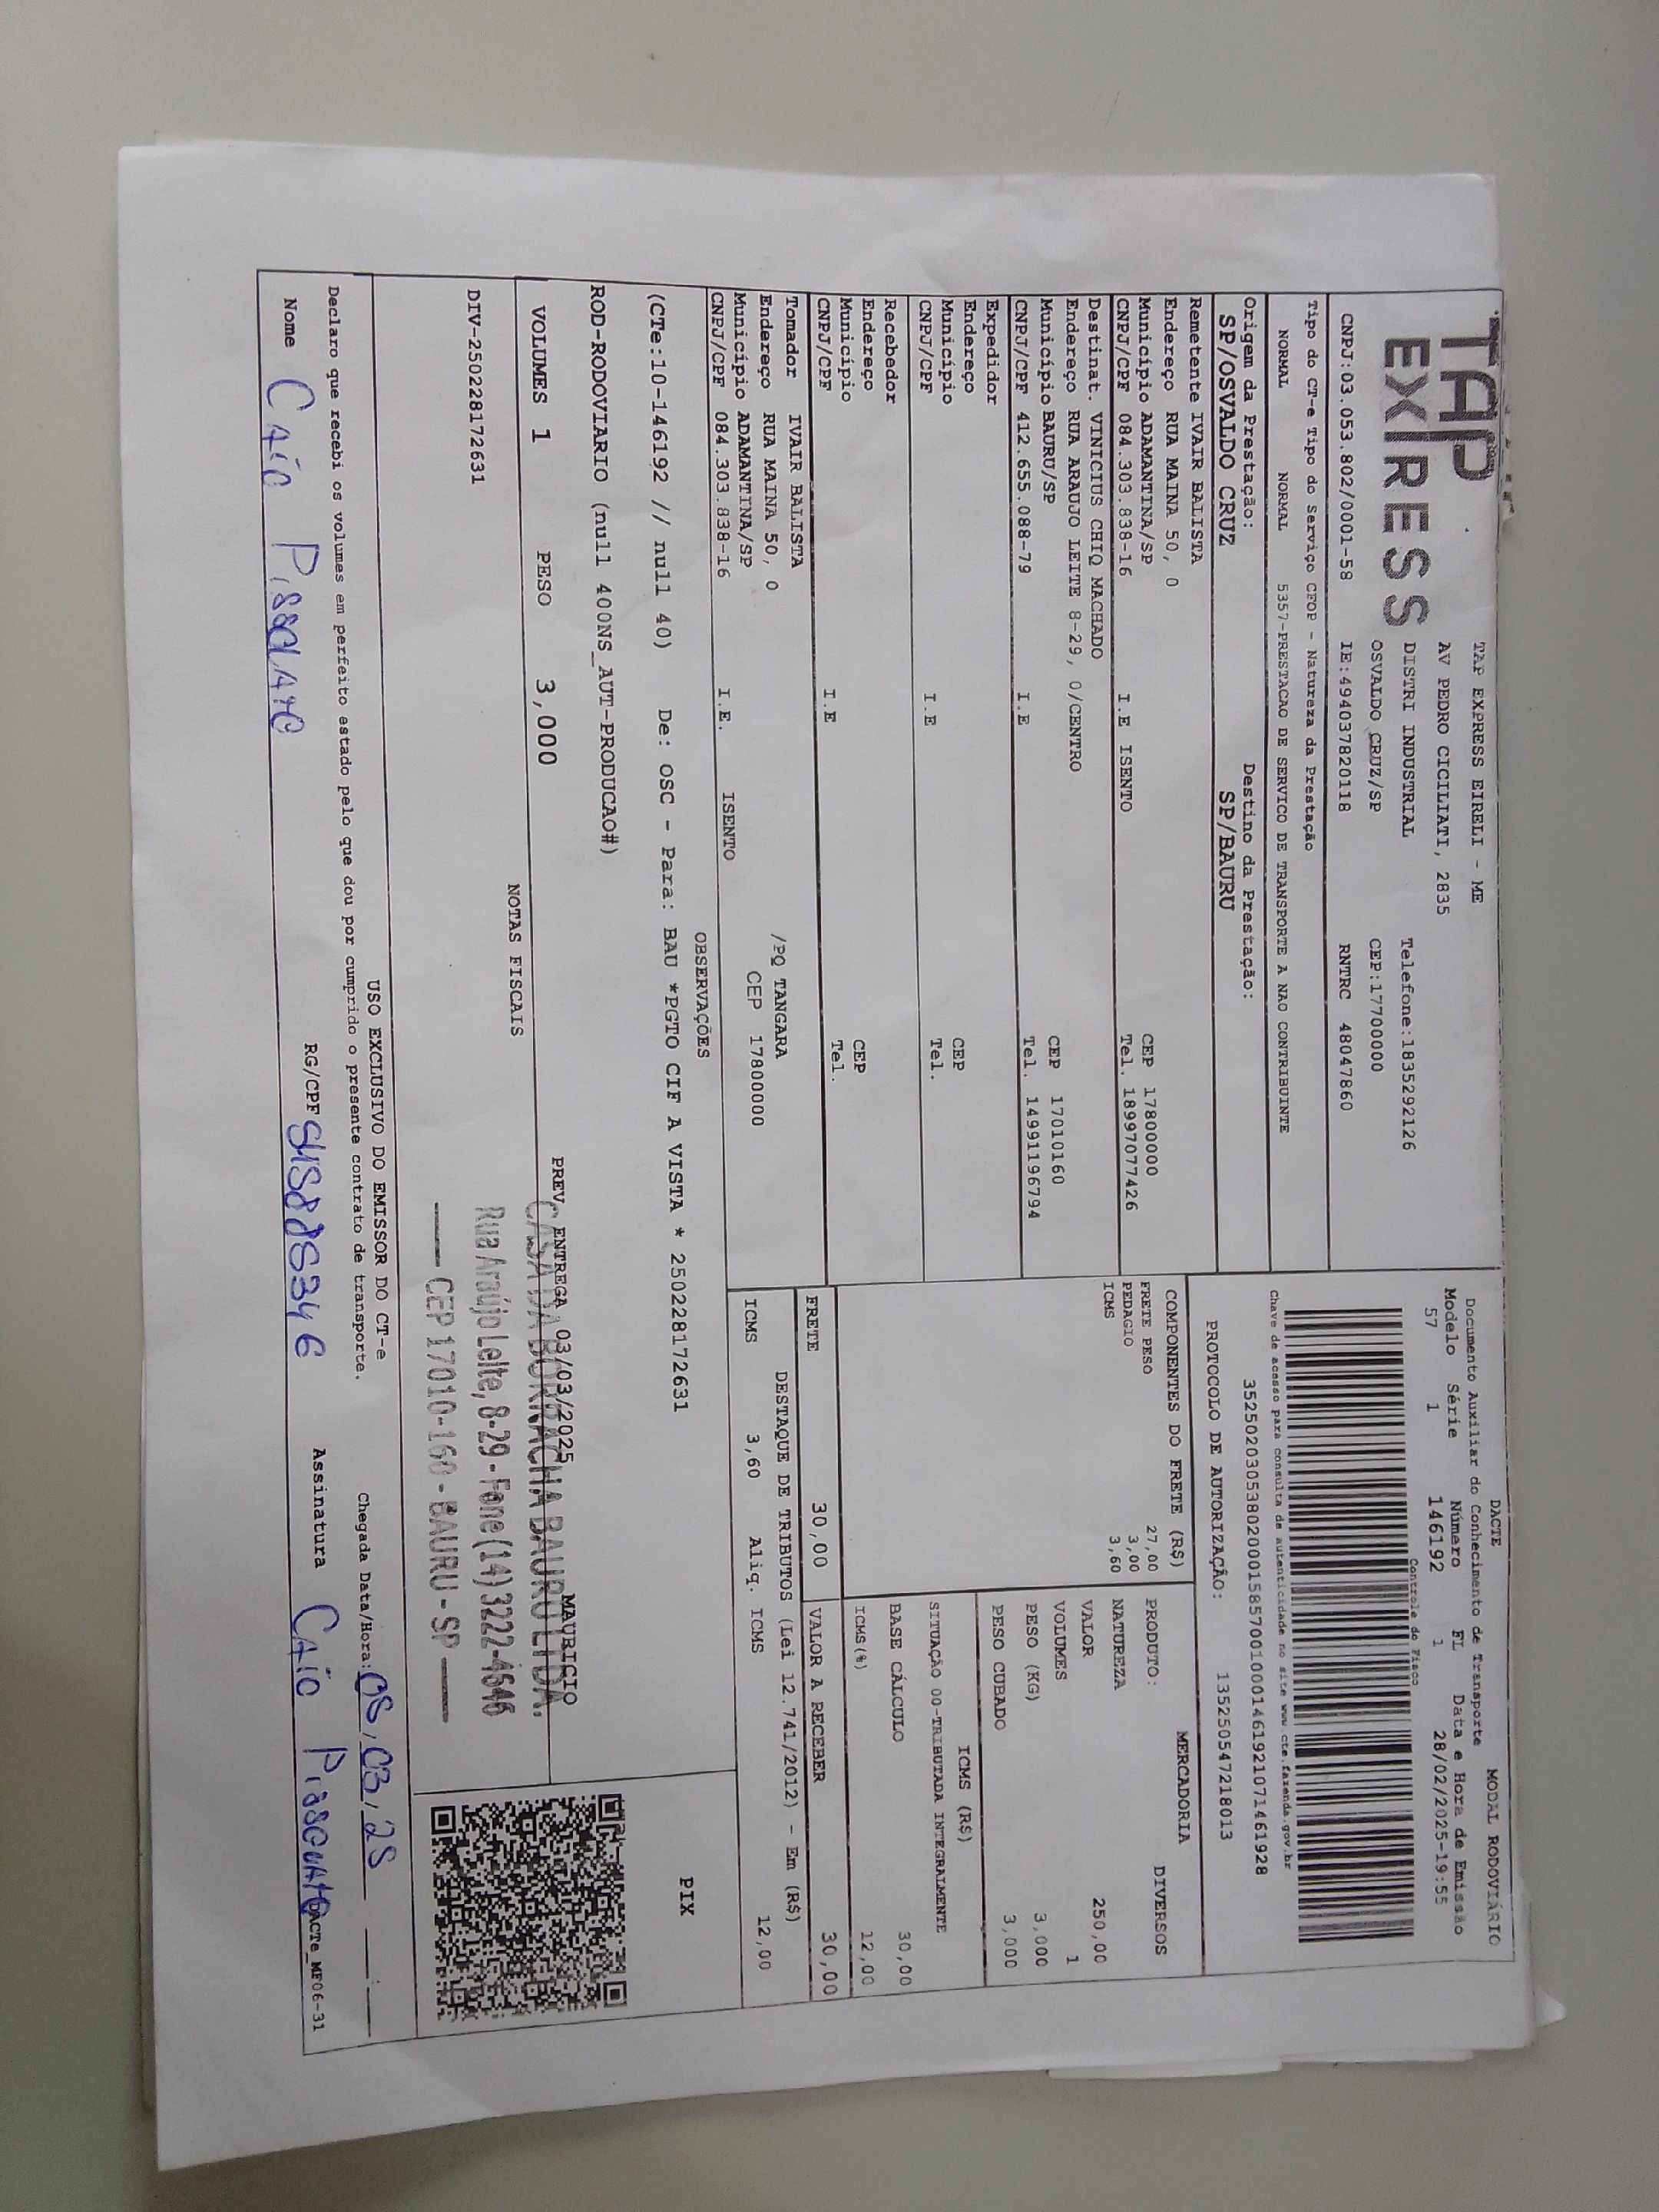 TAP
EXPRESS
TAP EXPRESS EIRELI - ME
AV PEDRO CICILIATI, 2835
DISTRI INDUSTRIAL Telefone:1835292126
OSVALDO CRUZ/SP CEP:17700000
CNPJ:03.053.802/0001-58 IE:494037820118 RNTRC 48047860
Tipo do CT-e Tipo do Serviço CFOP - Natureza da Prestação
NORMAL NORMAL 5357-PRESTACAO DE SERVICO DE TRANSPORTE A NAO CONTRIBUINTE
Origem da Prestação: Destino da Prestação:
SP/OSVALDO CRUZ SP/BAURU
DACTE MODAL RODOVIÁRIO
Documento Auxiliar do Conhecimento de Transporte
Modelo Série Número FL Data e Hora de Emissão
57 1 146192 1 28/02/2025-19:55
Controle do Fisco
Chave de acesso para consulta de autenticidade no site www.cte.fazenda.gov.br
35250203053802000158570010001461921071461928
PROTOCOLO DE AUTORIZAÇÃO: 135250547218013
Remetente IVAIR BALISTA
Endereço RUA MAINA 50, 0
Município ADAMANTINA/SP CEP 17800000
CNPJ/CPF 084.303.838-16 I.E ISENTO Tel. 18997077426
Destinat. VINICIUS CHIQ MACHADO
Endereço RUA ARAUJO LEITE 8-29, 0/CENTRO
Município BAURU/SP CEP 17010160
CNPJ/CPF 412.655.088-79 I.E Tel. 14991196794
Expedidor
Endereço
Município CEP
CNPJ/CPF I.E Tel.
Recebedor
Endereço
Município CEP
CNPJ/CPF I.E Tel.
Tomador IVAIR BALISTA
Endereço RUA MAINA 50, 0 /PQ TANGARA
Município ADAMANTINA/SP CEP 17800000
CNPJ/CPF 084.303.838-16 I.E. ISENTO
COMPONENTES DO FRETE (R$)
FRETE PESO 27,00
PEDAGIO 3,00
ICMS 3,60
MERCADORIA
PRODUTO: DIVERSOS
NATUREZA
VALOR 250,00
VOLUMES 1
PESO (KG) 3,000
PESO CUBADO 3,000
ICMS (R$)
SITUAÇÃO 00-TRIBUTADA INTEGRALMENTE
BASE CÁLCULO 30,00
ICMS(%) 12,00
FRETE 30,00 VALOR A RECEBER 30,00
DESTAQUE DE TRIBUTOS (Lei 12.741/2012) - Em (R$)
ICMS 3,60 Aliq. ICMS 12,00
OBSERVAÇÕES
(CTe:10-146192 // null 40) De: OSC - Para: BAU *PGTO CIF A VISTA * 250228172631
ROD-RODOVIARIO (null 400NS_AUT-PRODUCAO#)
PIX
VOLUMES 1 PESO 3,000 PREV. ENTREGA 03/03/2025 MAURICIO
NOTAS FISCAIS
DIV-250228172631
CASA DA BORRACHA BAURU LTDA.
Rua Araújo Leite, 8-29 - Fone (14) 3222-4646
CEP 17010-160 - BAURU - SP
USO EXCLUSIVO DO EMISSOR DO CT-e
Declaro que recebi os volumes em perfeito estado pelo que dou por cumprido o presente contrato de transporte. Chegada Data/Hora: 05/03/25
Nome Caio RG/CPF Assinatura Caio
DACTe_MF06-31